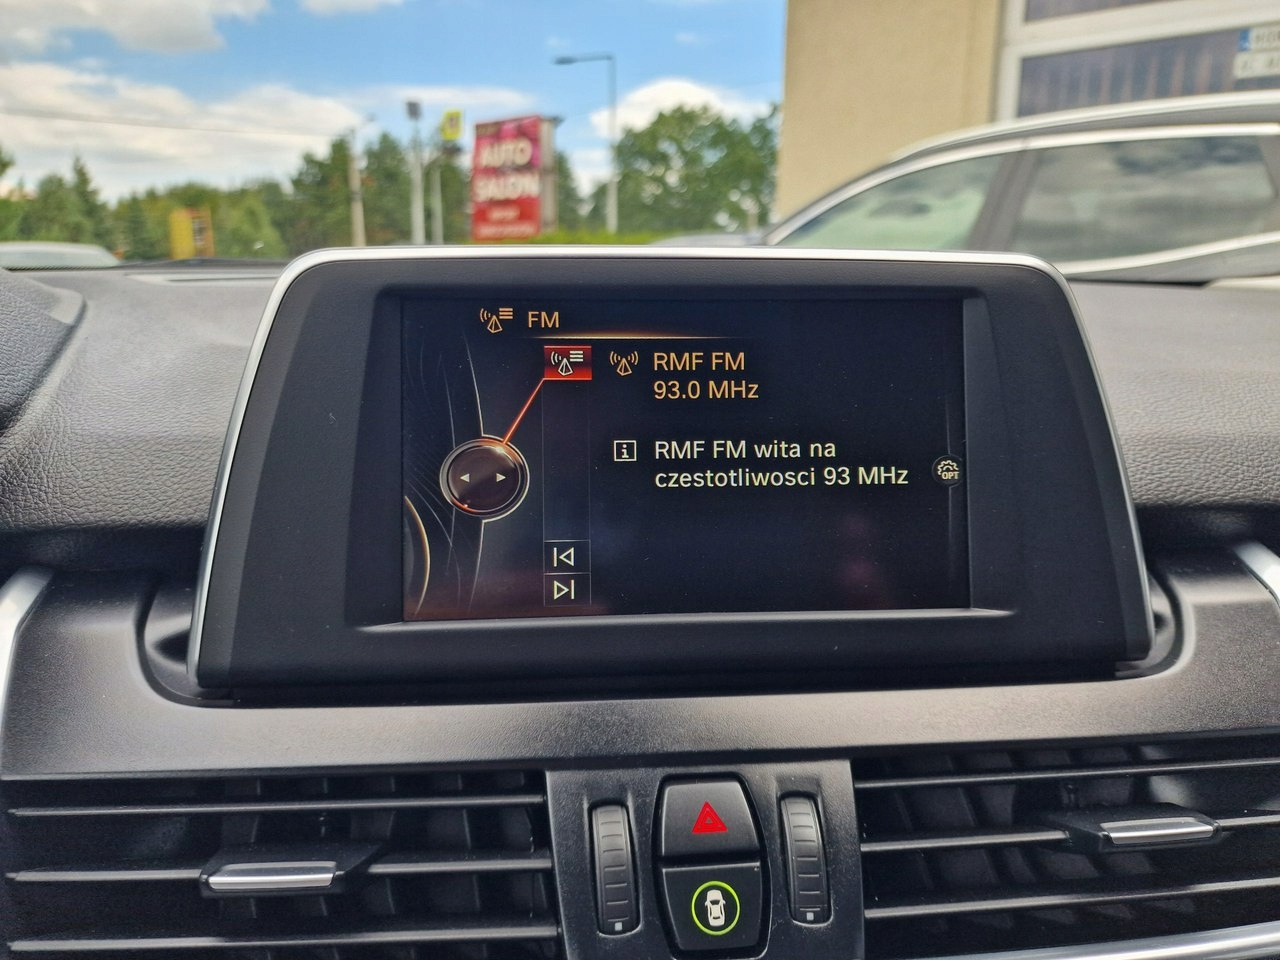 AUTO
SALON
FM
RMF FM
93.0 MHz
RMF FM wita na
czestotliwosci 93 MHz
OPT